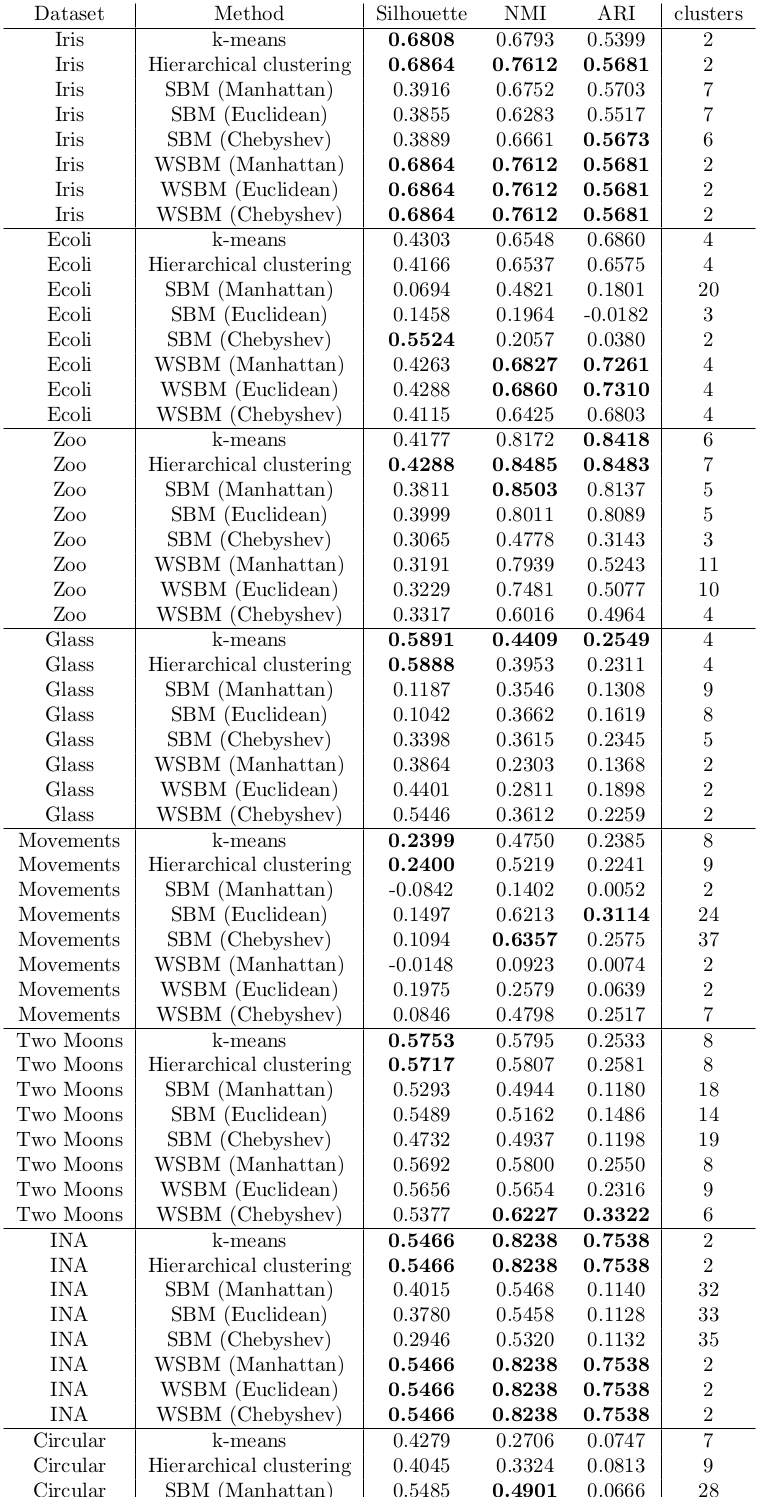 Dataset Method Silhouette NMI ARI clusters
Iris k-means 0.6808 0.6793 0.5399 2
Iris Hierarchical clustering 0.6864 0.7612 0.5681 2
Iris SBM (Manhattan) 0.3916 0.6752 0.5703 7
Iris SBM (Euclidean) 0.3855 0.6283 0.5517 7
Iris SBM (Chebyshev) 0.3889 0.6661 0.5673 6
Iris WSBM (Manhattan) 0.6864 0.7612 0.5681 2
Iris WSBM (Euclidean) 0.6864 0.7612 0.5681 2
Iris WSBM (Chebyshev) 0.6864 0.7612 0.5681 2
Ecoli k-means 0.4303 0.6548 0.6860 4
Ecoli Hierarchical clustering 0.4166 0.6537 0.6575 4
Ecoli SBM (Manhattan) 0.0694 0.4821 0.1801 20
Ecoli SBM (Euclidean) 0.1458 0.1964 -0.0182 3
Ecoli SBM (Chebyshev) 0.5524 0.2057 0.0380 2
Ecoli WSBM (Manhattan) 0.4263 0.6827 0.7261 4
Ecoli WSBM (Euclidean) 0.4288 0.6860 0.7310 4
Ecoli WSBM (Chebyshev) 0.4115 0.6425 0.6803 4
Zoo k-means 0.4177 0.8172 0.8418 6
Zoo Hierarchical clustering 0.4288 0.8485 0.8483 7
Zoo SBM (Manhattan) 0.3811 0.8503 0.8137 5
Zoo SBM (Euclidean) 0.3999 0.8011 0.8089 5
Zoo SBM (Chebyshev) 0.3065 0.4778 0.3143 3
Zoo WSBM (Manhattan) 0.3191 0.7939 0.5243 11
Zoo WSBM (Euclidean) 0.3229 0.7481 0.5077 10
Zoo WSBM (Chebyshev) 0.3317 0.6016 0.4964 4
Glass k-means 0.5891 0.4409 0.2549 4
Glass Hierarchical clustering 0.5888 0.3953 0.2311 4
Glass SBM (Manhattan) 0.1187 0.3546 0.1308 9
Glass SBM (Euclidean) 0.1042 0.3662 0.1619 8
Glass SBM (Chebyshev) 0.3398 0.3615 0.2345 5
Glass WSBM (Manhattan) 0.3864 0.2303 0.1368 2
Glass WSBM (Euclidean) 0.4401 0.2811 0.1898 2
Glass WSBM (Chebyshev) 0.5446 0.3612 0.2259 2
Movements k-means 0.2399 0.4750 0.2385 8
Movements Hierarchical clustering 0.2400 0.5219 0.2241 9
Movements SBM (Manhattan) -0.0842 0.1402 0.0052 2
Movements SBM (Euclidean) 0.1497 0.6213 0.3114 24
Movements SBM (Chebyshev) 0.1094 0.6357 0.2575 37
Movements WSBM (Manhattan) -0.0148 0.0923 0.0074 2
Movements WSBM (Euclidean) 0.1975 0.2579 0.0639 2
Movements WSBM (Chebyshev) 0.0846 0.4798 0.2517 7
Two Moons k-means 0.5753 0.5795 0.2533 8
Two Moons Hierarchical clustering 0.5717 0.5807 0.2581 8
Two Moons SBM (Manhattan) 0.5293 0.4944 0.1180 18
Two Moons SBM (Euclidean) 0.5489 0.5162 0.1486 14
Two Moons SBM (Chebyshev) 0.4732 0.4937 0.1198 19
Two Moons WSBM (Manhattan) 0.5692 0.5800 0.2550 8
Two Moons WSBM (Euclidean) 0.5656 0.5654 0.2316 9
Two Moons WSBM (Chebyshev) 0.5377 0.6227 0.3322 6
INA k-means 0.5466 0.8238 0.7538 2
INA Hierarchical clustering 0.5466 0.8238 0.7538 2
INA SBM (Manhattan) 0.4015 0.5468 0.1140 32
INA SBM (Euclidean) 0.3780 0.5458 0.1128 33
INA SBM (Chebyshev) 0.2946 0.5320 0.1132 35
INA WSBM (Manhattan) 0.5466 0.8238 0.7538 2
INA WSBM (Euclidean) 0.5466 0.8238 0.7538 2
INA WSBM (Chebyshev) 0.5466 0.8238 0.7538 2
Circular k-means 0.4279 0.2706 0.0747 7
Circular Hierarchical clustering 0.4045 0.3324 0.0813 9
Circular SBM (Manhattan) 0.5485 0.4901 0.0666 28